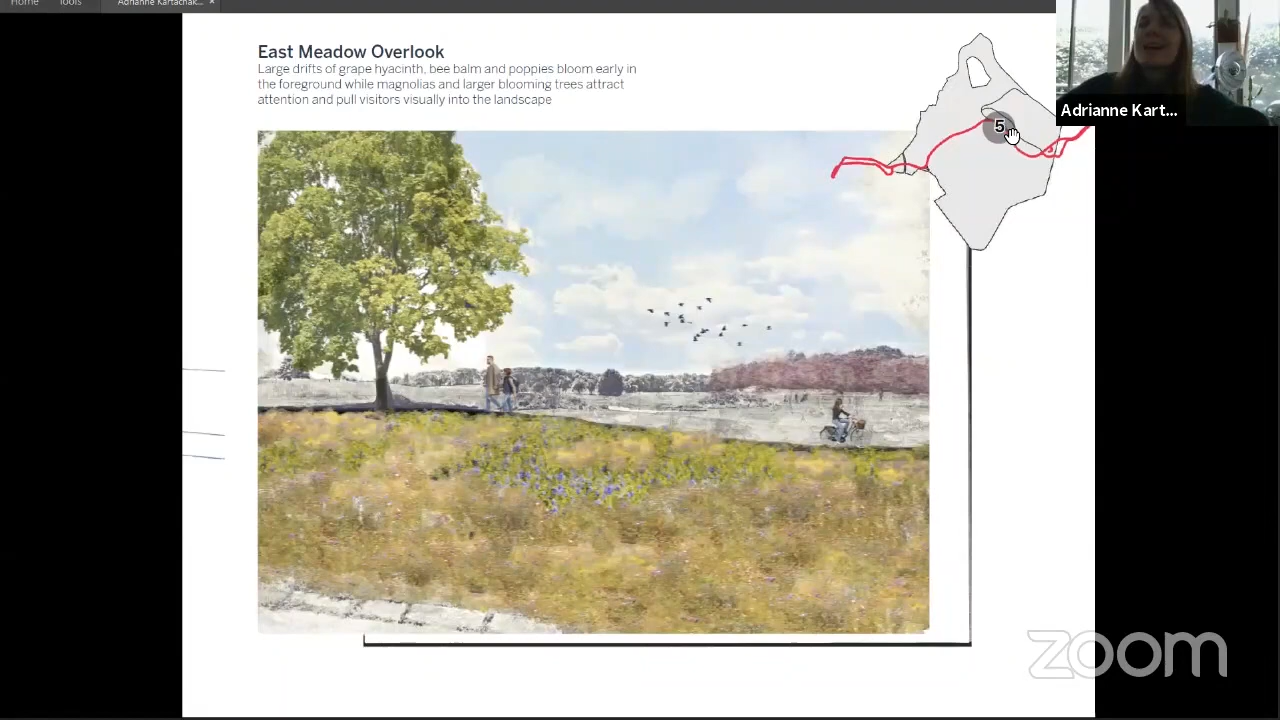 Home Tools Adrianne Kartachak... ×
East Meadow Overlook
Large drifts of grape hyacinth, bee balm and poppies bloom early in
the foreground while magnolias and larger blooming trees attract
attention and pull visitors visually into the landscape
5
Adrianne Kart...
zoom